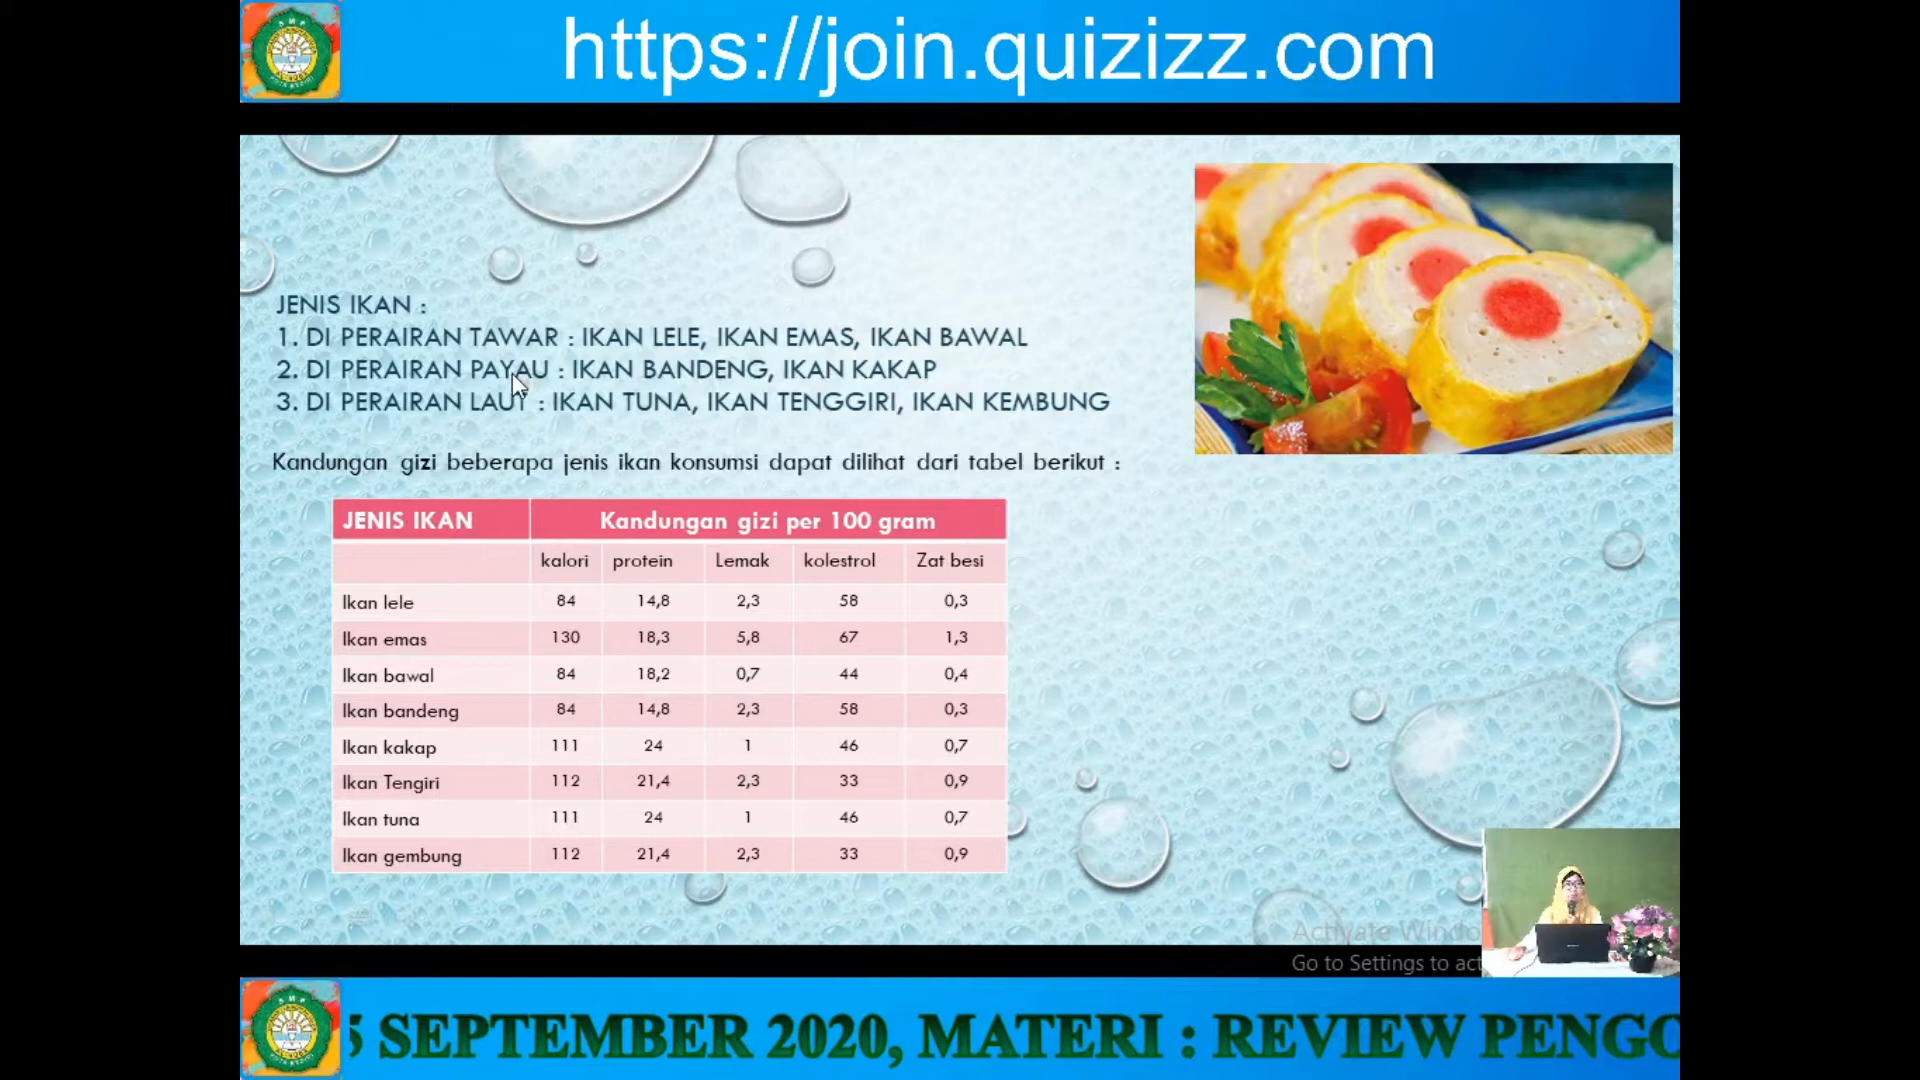 https://join.quizizz.com
JENIS IKAN :
1. DI PERAIRAN TAWAR : IKAN LELE, IKAN EMAS, IKAN BAWAL
2. DI PERAIRAN PAYAU : IKAN BANDENG, IKAN KAKAP
3. DI PERAIRAN LAUT : IKAN TUNA, IKAN TENGGIRI, IKAN KEMBUNG
Kandungan gizi beberapa jenis ikan konsumsi dapat dilihat dari tabel berikut :
JENIS IKAN Kandungan gizi per 100 gram
kalori protein Lemak kolestrol Zat besi
Ikan lele 84 14,8 2,3 58 0,3
Ikan emas 130 18,3 5,8 67 1,3
Ikan bawal 84 18,2 0,7 44 0,4
Ikan bandeng 84 14,8 2,3 58 0,3
Ikan kakap 111 24 1 46 0,7
Ikan Tengiri 112 21,4 2,3 33 0,9
Ikan tuna 111 24 1 46 0,7
Ikan gembung 112 21,4 2,3 33 0,9
Activate Windo
Go to Settings to act
5 SEPTEMBER 2020, MATERI : REVIEW PENGO